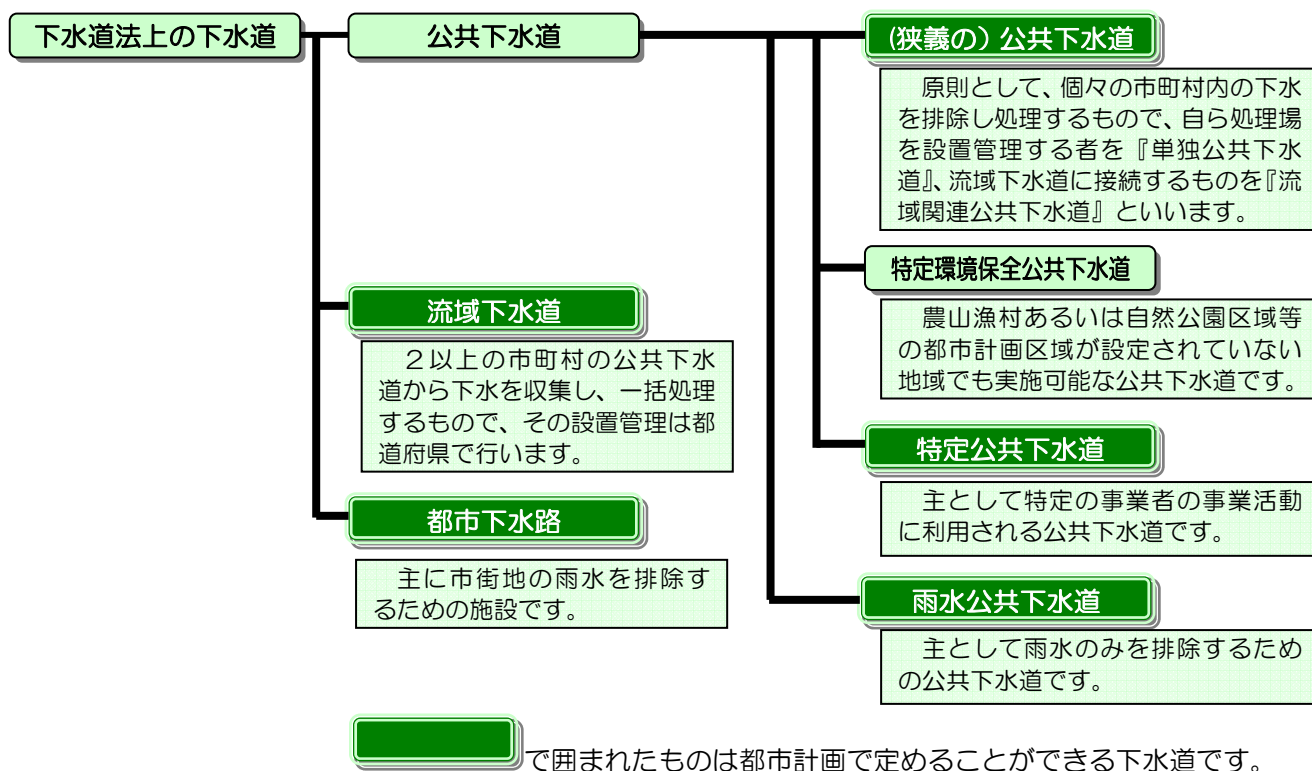 下水道法上の下水道
公共下水道
(狭義の) 公共下水道
原則として、個々の市町村内の下水
を排除し処理するもので、自ら処理場
を設置管理する者を『単独公共下水
道』、流域下水道に接続するものを『流
域関連公共下水道』といいます。
特定環境保全公共下水道
農山漁村あるいは自然公園区域等
の都市計画区域が設定されていない
地域でも実施可能な公共下水道です。
特定公共下水道
主として特定の事業者の事業活動
に利用される公共下水道です。
雨水公共下水道
主として雨水のみを排除するため
の公共下水道です。
流域下水道
2以上の市町村の公共下水
道から下水を収集し、一括処理
するもので、その設置管理は都
道府県で行います。
都市下水路
主に市街地の雨水を排除す
るための施設です。
で囲まれたものは都市計画で定めることができる下水道です。